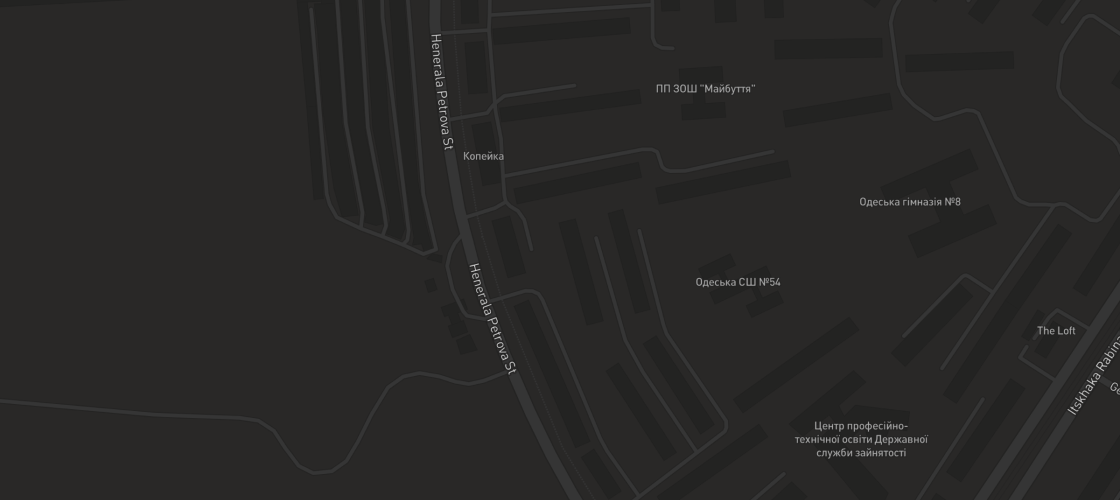 Henerala Petrova St
ПП ЗОШ "Майбуття"
Копейка
Одеська гімназія №8
Henerala Petrova St
Одеська СШ №54
The Loft
Itskhaka Rabina
Центр професійно-
технічної освіти Державної
служби зайнятості